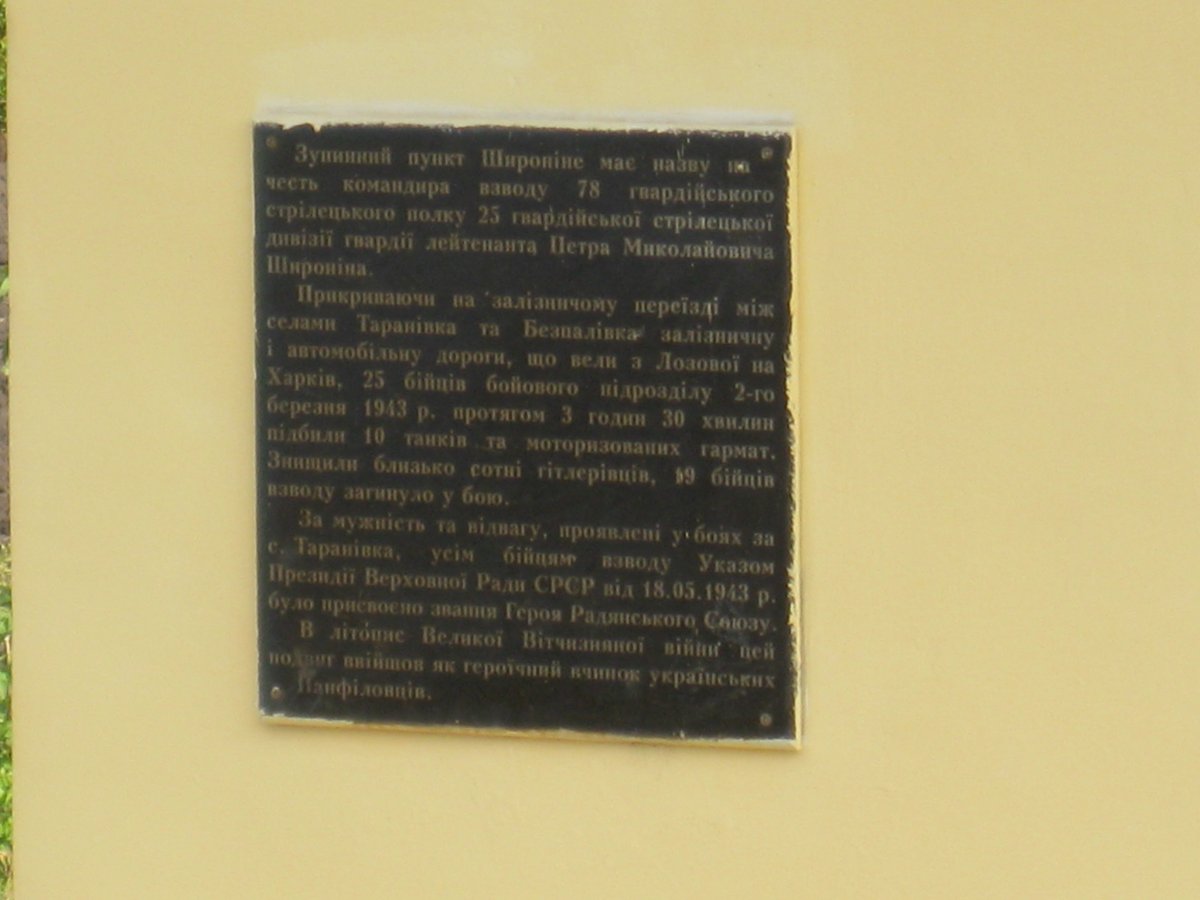 Зупинний пункт Широніне має назву на
честь командира взводу 78 гвардійського
стрілецького полку 25 гвардійської стрілецької
дивізії гвардії лейтенанта Петра Миколайовича
Широніна.
Прикриваючи на залізничому переїзді між
селами Таранівка та Безпалівка залізничну
і автомобільну дороги, що вели з Лозової на
Харків, 25 бійців бойового підрозділу 2-го
березня 1943 р. протягом 3 годин 30 хвилин
підбили 10 танків та моторизованих гармат.
Знищили близько сотні гітлерівців, 19 бійців
взводу загинуло у бою.
За мужність та відвагу, проявлені у боях за
с. Таранівка, усім бійцям взводу Указом
Президії Верховної Ради СРСР від 18.05.1943 р.
було присвоєно звання Героя Радянського Союзу.
В літопис Великої Вітчизняної війни цей
подвиг ввійшов як героїчний вчинок українських
Панфіловців.